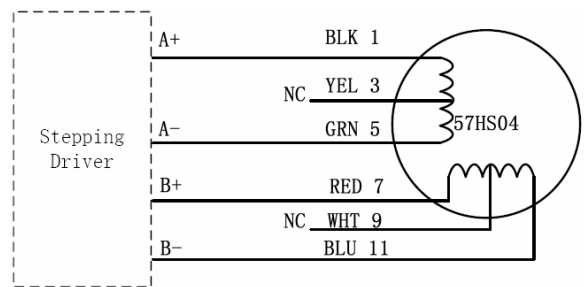 A+ BLK 1
NC YEL 3
A- GRN 5
57HS04
Stepping
Driver
B+ RED 7
NC WHT 9
B- BLU 11